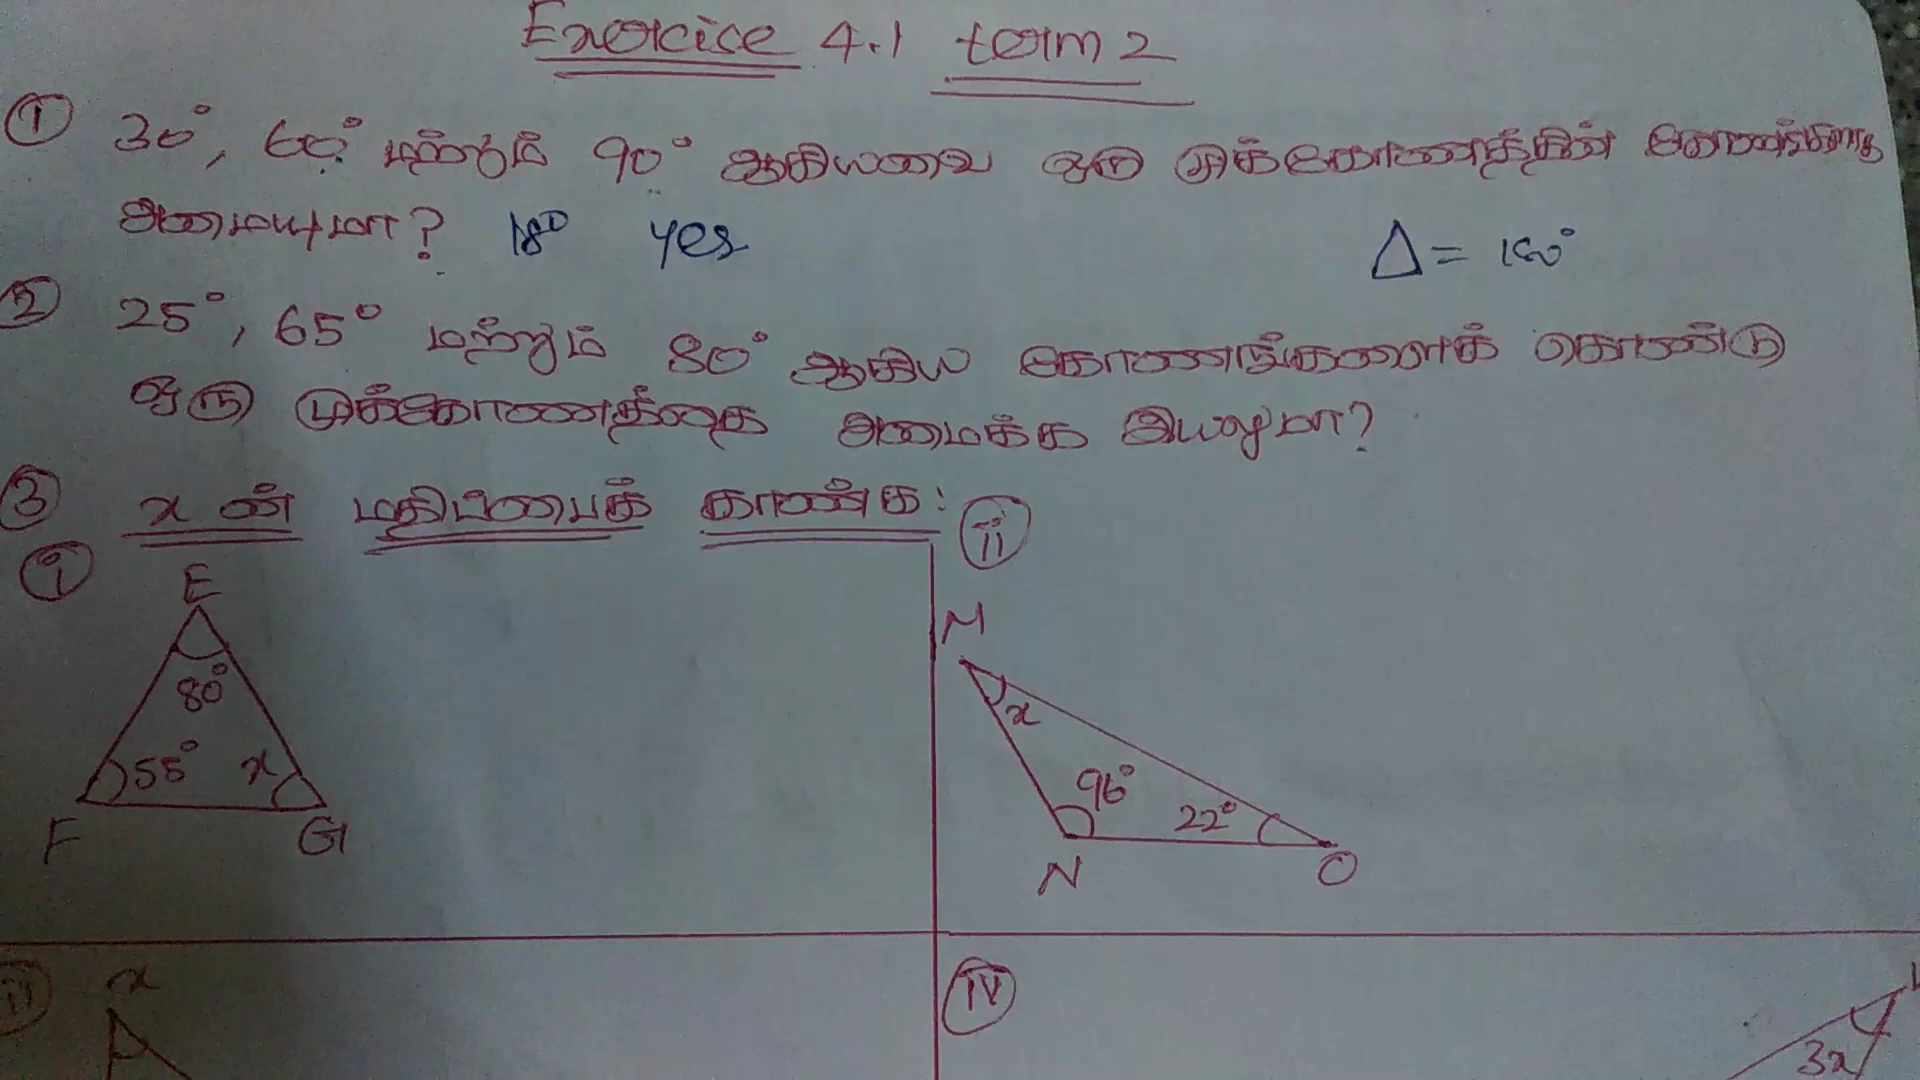 Exercise 4.1 term 2
① 30°, 60° மற்றும் 90° ஆகியவை ஒரு முக்கோணத்தின் கோணங்களாக
அமையுமா? 180 yes Δ = 180°
② 25°, 65° மற்றும் 80° ஆகிய கோணங்களைக் கொண்டு
ஒரு முக்கோணத்தை அமைக்க இயலுமா?
③ x ன் மதிப்பைக் காண்க:
i
E
80°
55° x
F G
ii
M
x
96° 22°
N O
iii x
iv
3x